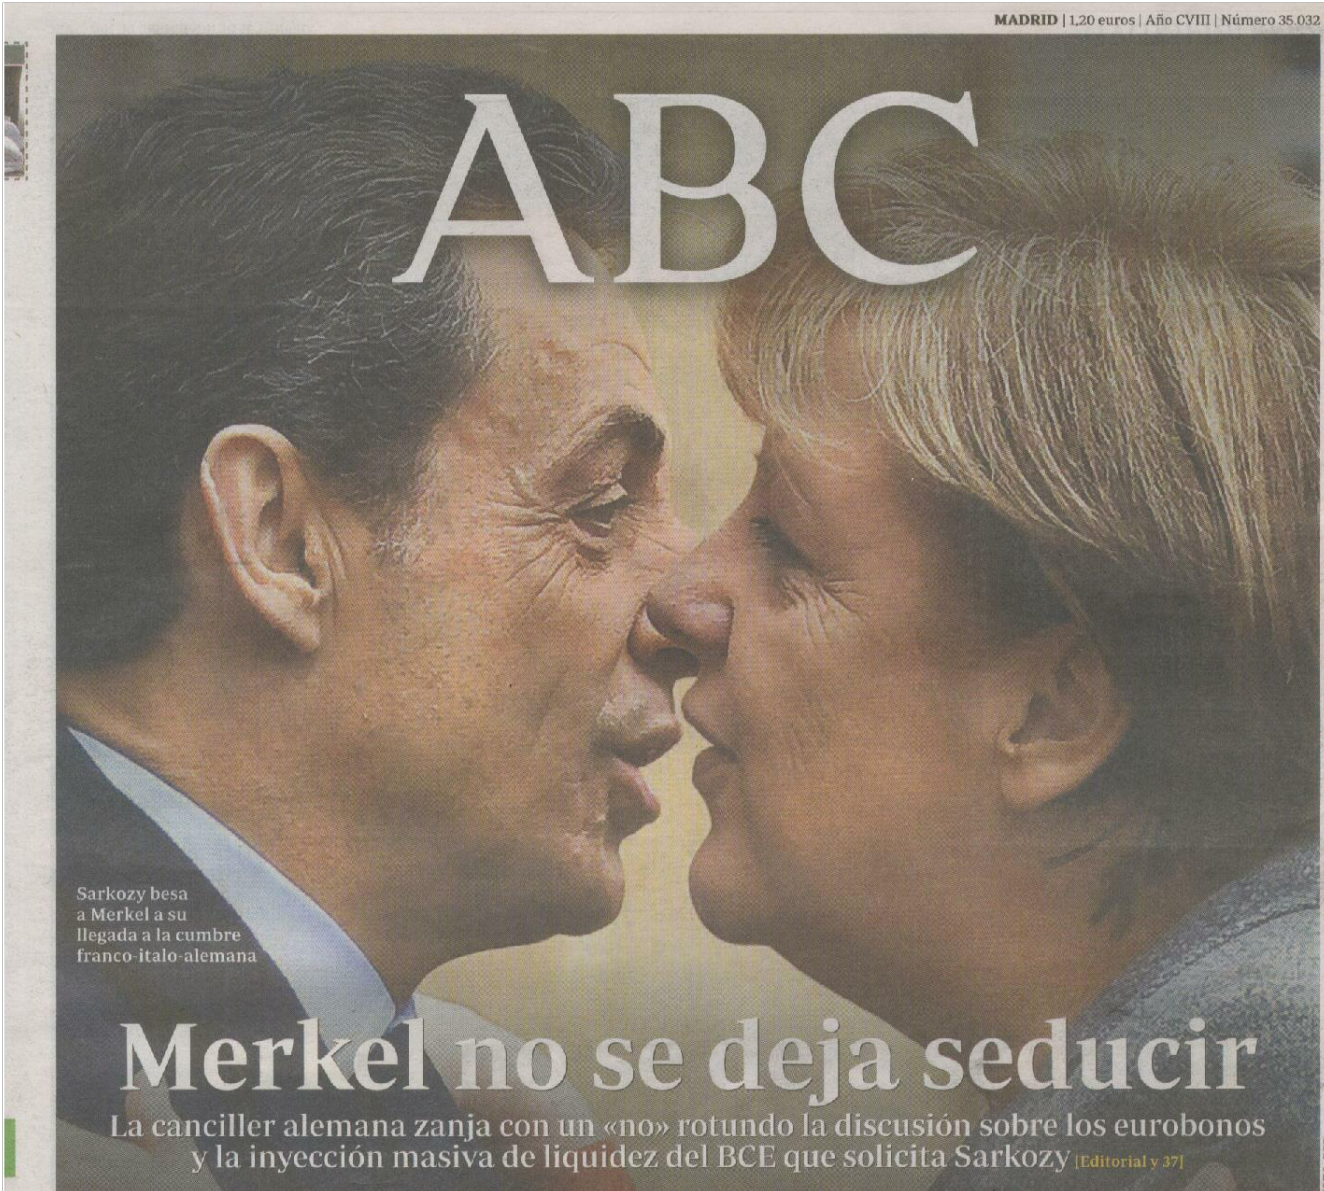 MADRID | 1,20 euros | Año CVIII | Número 35.032
ABC
Sarkozy besa
a Merkel a su
llegada a la cumbre
franco-italo-alemana
Merkel no se deja seducir
La canciller alemana zanja con un «no» rotundo la discusión sobre los eurobonos
y la inyección masiva de liquidez del BCE que solicita Sarkozy [Editorial y 37]